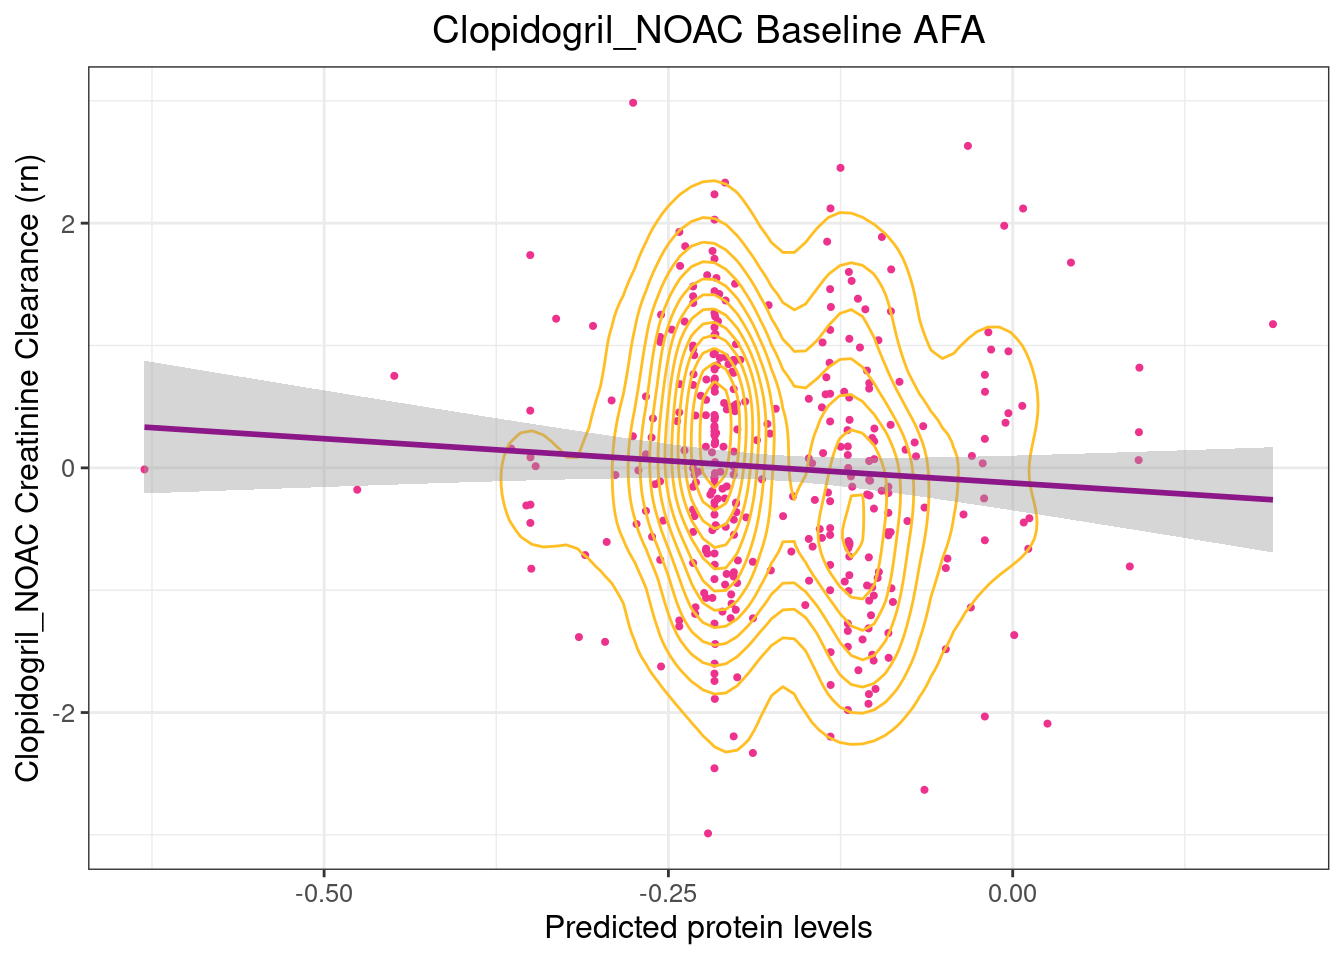 Clopidogril_NOAC Baseline AFA
Clopidogril_NOAC Creatinine Clearance (rn)
2
0
-2
-0.50
-0.25
0.00
Predicted protein levels